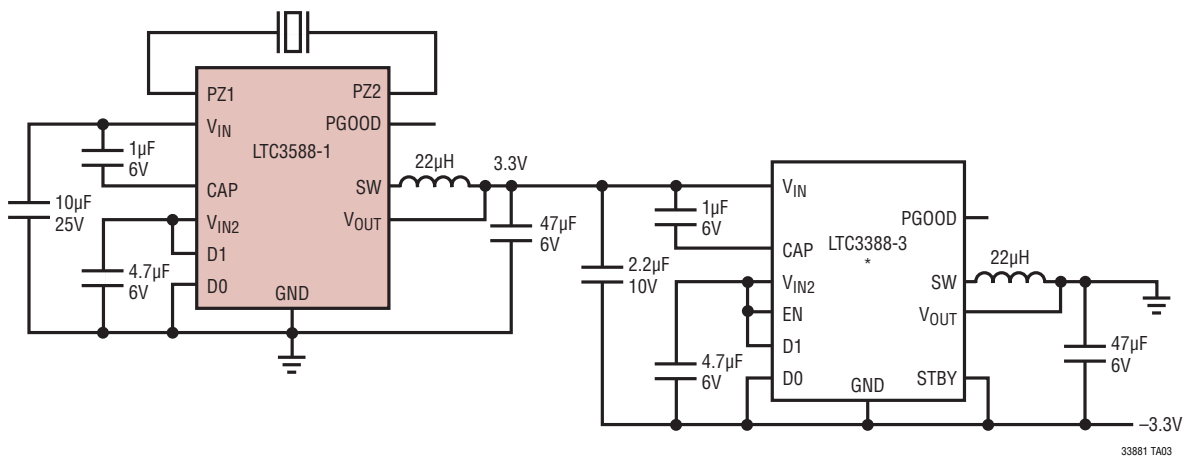 PZ1
PZ2
VIN
PGOOD
1µF
6V
LTC3588-1
CAP
SW
22µH
3.3V
10µF
25V
VIN2
VOUT
D1
4.7µF
6V
D0
GND
47µF
6V
2.2µF
10V
VIN
1µF
6V
PGOOD
CAP
LTC3388-3
*
22µH
VIN2
SW
EN
VOUT
D1
4.7µF
6V
D0
GND
STBY
47µF
6V
–3.3V
33881 TA03